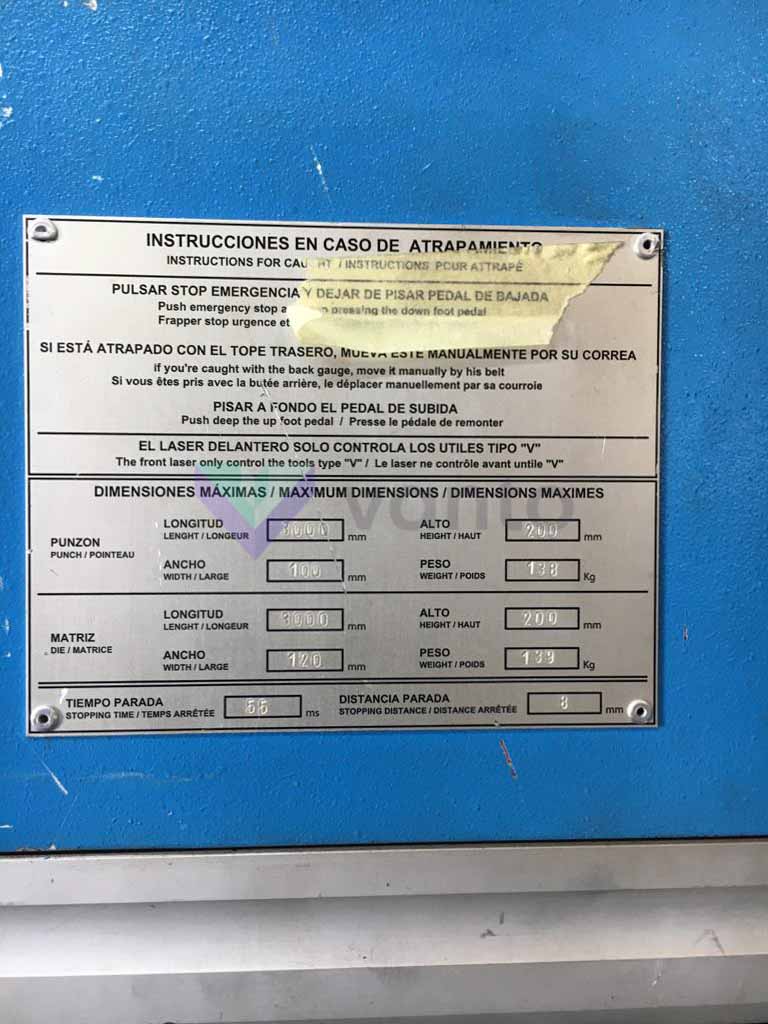 INSTRUCCIONES EN CASO DE ATRAPAMIENTO
INSTRUCTIONS FOR CAUGHT / INSTRUCTIONS POUR ATTRAPÉ
PULSAR STOP EMERGENCIA Y DEJAR DE PISAR PEDAL DE BAJADA
Push emergency stop pressing the down foot pedal
Frapper stop urgence et
SI ESTÁ ATRAPADO CON EL TOPE TRASERO, MUEVA ESTE MANUALMENTE POR SU CORREA
if you're caught with the back gauge, move it manually by his belt
Si vous êtes pris avec la butée arrière, le déplacer manuellement par sa courroie
PISAR A FONDO EL PEDAL DE SUBIDA
Push deep the up foot pedal / Presse le pédale de remonter
EL LASER DELANTERO SOLO CONTROLA LOS UTILES TIPO "V"
The front laser only control the tools type "V" / Le laser ne contrôle avant untile "V"
DIMENSIONES MÁXIMAS / MAXIMUM DIMENSIONS / DIMENSIONS MAXIMES
vanto
PUNZON
PUNCH / POINTEAU
LONGITUD 3000 mm ALTO 200 mm
LENGHT / LONGEUR HEIGHT / HAUT
ANCHO 100 mm PESO 138 Kg
WIDTH / LARGE WEIGHT / POIDS
MATRIZ
DIE / MATRICE
LONGITUD 3000 mm ALTO 200 mm
LENGHT / LONGEUR HEIGHT / HAUT
ANCHO 120 mm PESO 139 Kg
WIDTH / LARGE WEIGHT / POIDS
TIEMPO PARADA 55 ms DISTANCIA PARADA 8 mm
STOPPING TIME / TEMPS ARRÊTÉE STOPPING DISTANCE / DISTANCE ARRÊTÉE